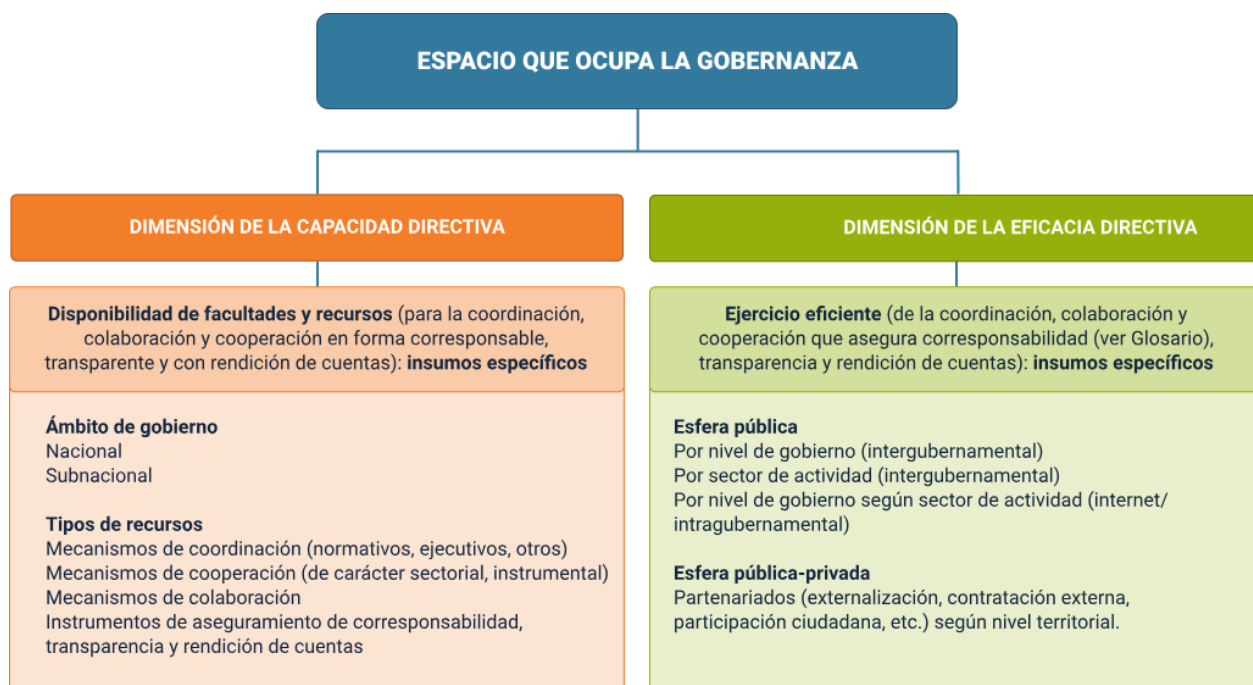 ESPACIO QUE OCUPA LA GOBERNANZA
DIMENSIÓN DE LA CAPACIDAD DIRECTIVA
Disponibilidad de facultades y recursos (para la coordinación,
colaboración y cooperación en forma corresponsable,
transparente y con rendición de cuentas): insumos específicos
Ámbito de gobierno
Nacional
Subnacional
Tipos de recursos
Mecanismos de coordinación (normativos, ejecutivos, otros)
Mecanismos de cooperación (de carácter sectorial, instrumental)
Mecanismos de colaboración
Instrumentos de aseguramiento de corresponsabilidad,
transparencia y rendición de cuentas
DIMENSIÓN DE LA EFICACIA DIRECTIVA
Ejercicio eficiente (de la coordinación, colaboración y
cooperación que asegura corresponsabilidad (ver Glosario),
transparencia y rendición de cuentas): insumos específicos
Esfera pública
Por nivel de gobierno (intergubernamental)
Por sector de actividad (intergubernamental)
Por nivel de gobierno según sector de actividad (internet/
intragubernamental)
Esfera pública-privada
Partenariados (externalización, contratación externa,
participación ciudadana, etc.) según nivel territorial.